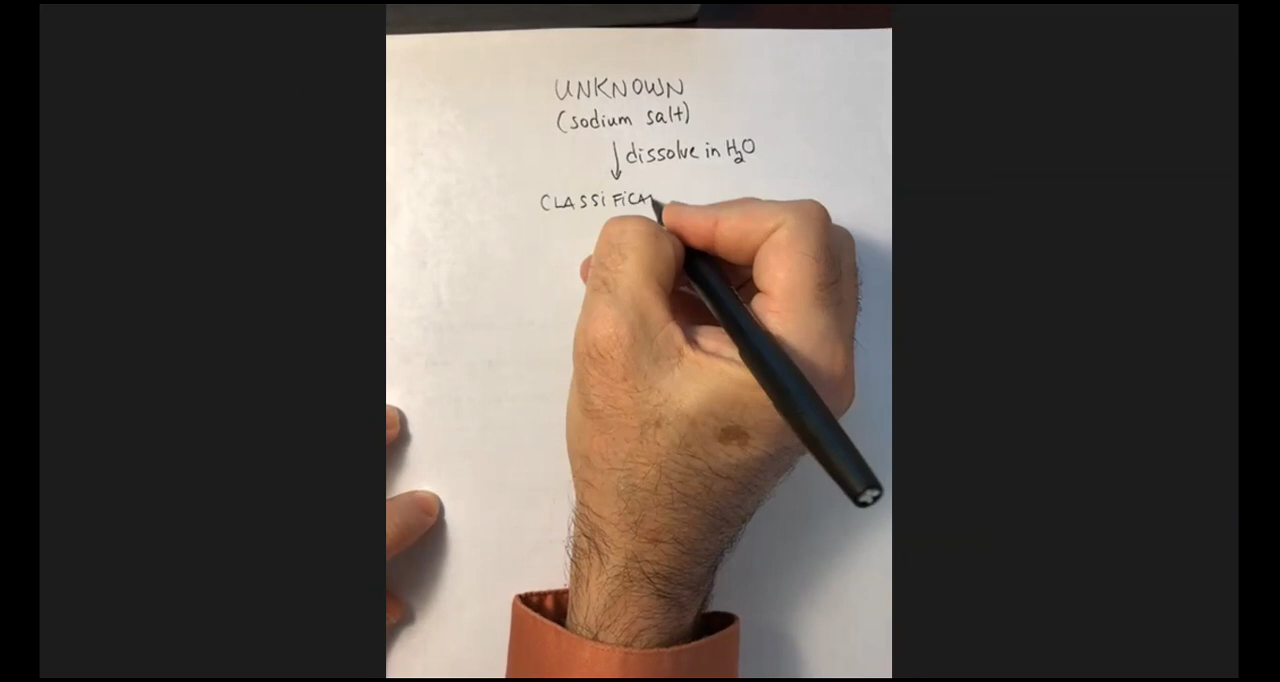 UNKNOWN
(sodium salt)
↓ dissolve in H₂O
CLASSiFiCA